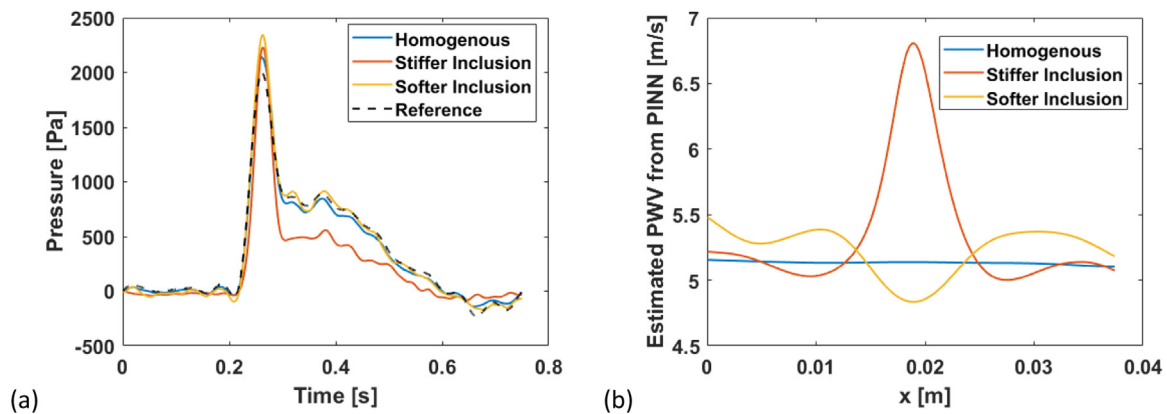 2500
2000
1500
1000
500
0
-500
Pressure [Pa]
Homogenous
Stiffer Inclusion
Softer Inclusion
Reference
0
0.2
0.4
0.6
0.8
Time [s]
(a)
7
6.5
6
5.5
5
4.5
Estimated PWV from PINN [m/s]
Homogenous
Stiffer Inclusion
Softer Inclusion
0
0.01
0.02
0.03
0.04
x [m]
(b)